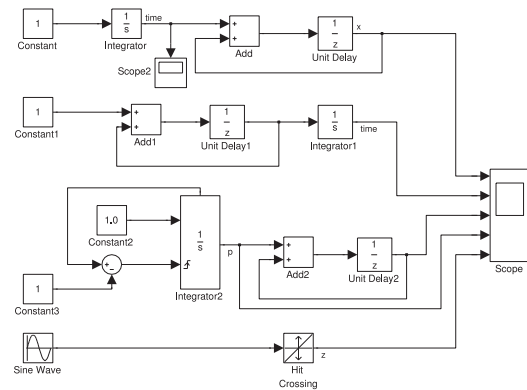 1
Constant
1
s
Integrator
time
Scope2
+
+
Add
1
z
Unit Delay
x
1
Constant1
+
+
Add1
1
z
Unit Delay1
1
s
Integrator1
time
1.0
Constant2
1
Constant3
+
−
1
s
Integrator2
p
+
+
Add2
1
z
Unit Delay2
Scope
Sine Wave
Hit
Crossing
z